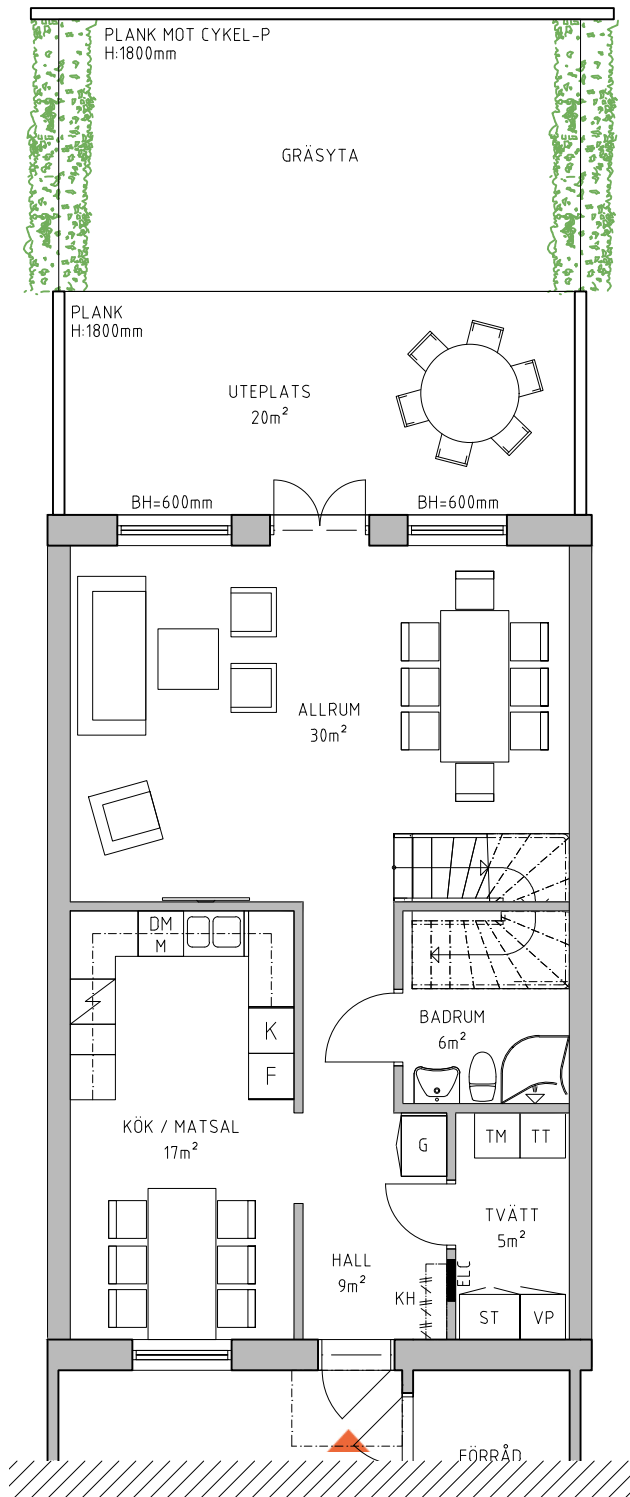 PLANK MOT CYKEL-P
H:1800mm
GRÄSYTA
PLANK
H:1800mm
UTEPLATS
20m²
BH=600mm
BH=600mm
ALLRUM
30m²
DM
M
K
F
BADRUM
6m²
KÖK / MATSAL
17m²
G
TM
TT
TVÄTT
5m²
HALL
9m²
ELC
KH
ST
VP
FÖRRÅD